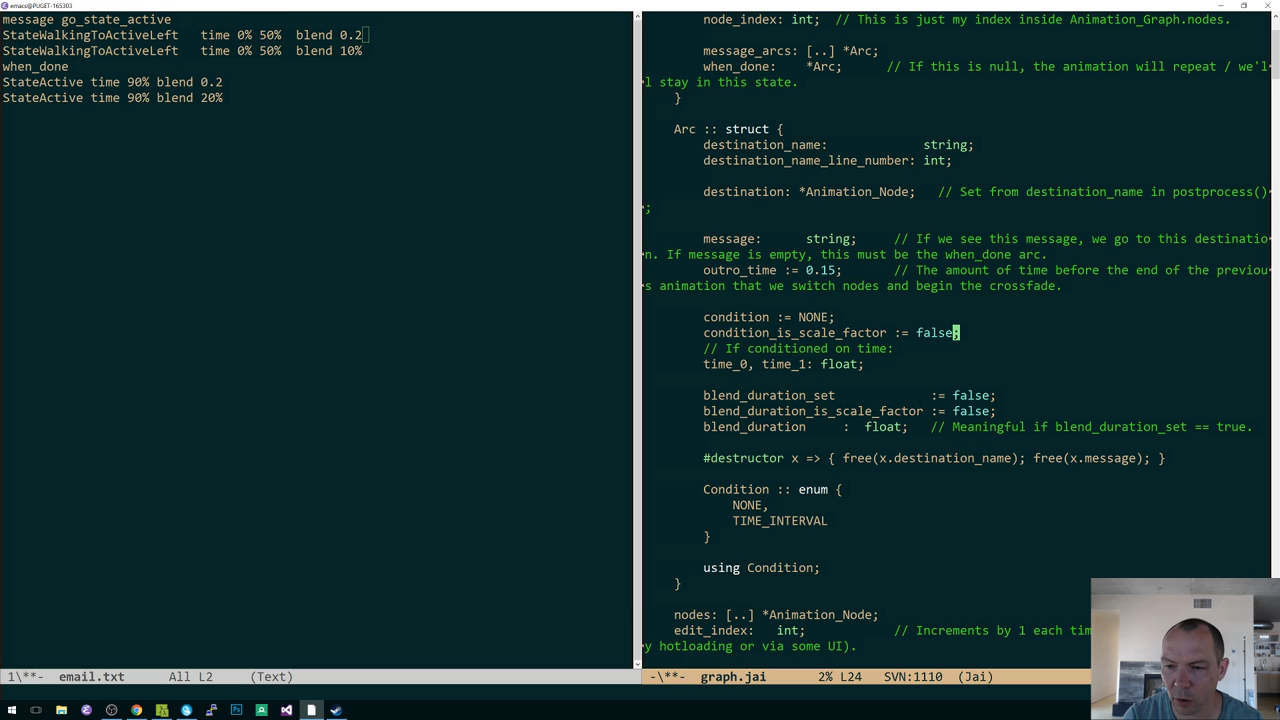 emacs@PUGET-165303
message go_state_active
StateWalkingToActiveLeft   time 0% 50%  blend 0.2
StateWalkingToActiveLeft   time 0% 50%  blend 10%
when_done
StateActive time 90% blend 0.2
StateActive time 90% blend 20%
1\**-  email.txt      All L2     (Text)
node_index: int;  // This is just my index inside Animation_Graph.nodes.
message_arcs: [..] *Arc;
when_done:    *Arc;      // If this is null, the animation will repeat / we'l
l stay in this state.
}
Arc :: struct {
destination_name:             string;
destination_name_line_number: int;
destination: *Animation_Node;   // Set from destination_name in postprocess()
;
message:      string;     // If we see this message, we go to this destinatio
n. If message is empty, this must be the when_done arc.
outro_time := 0.15;       // The amount of time before the end of the previou
s animation that we switch nodes and begin the crossfade.
condition := NONE;
condition_is_scale_factor := false;
// If conditioned on time:
time_0, time_1: float;
blend_duration_set             := false;
blend_duration_is_scale_factor := false;
blend_duration     :  float;   // Meaningful if blend_duration_set == true.
#destructor x => { free(x.destination_name); free(x.message); }
Condition :: enum {
NONE,
TIME_INTERVAL
}
using Condition;
}
nodes: [..] *Animation_Node;
edit_index:   int;             // Increments by 1 each tim
y hotloading or via some UI).
-\**-  graph.jai      2% L24   SVN:1110  (Jai)